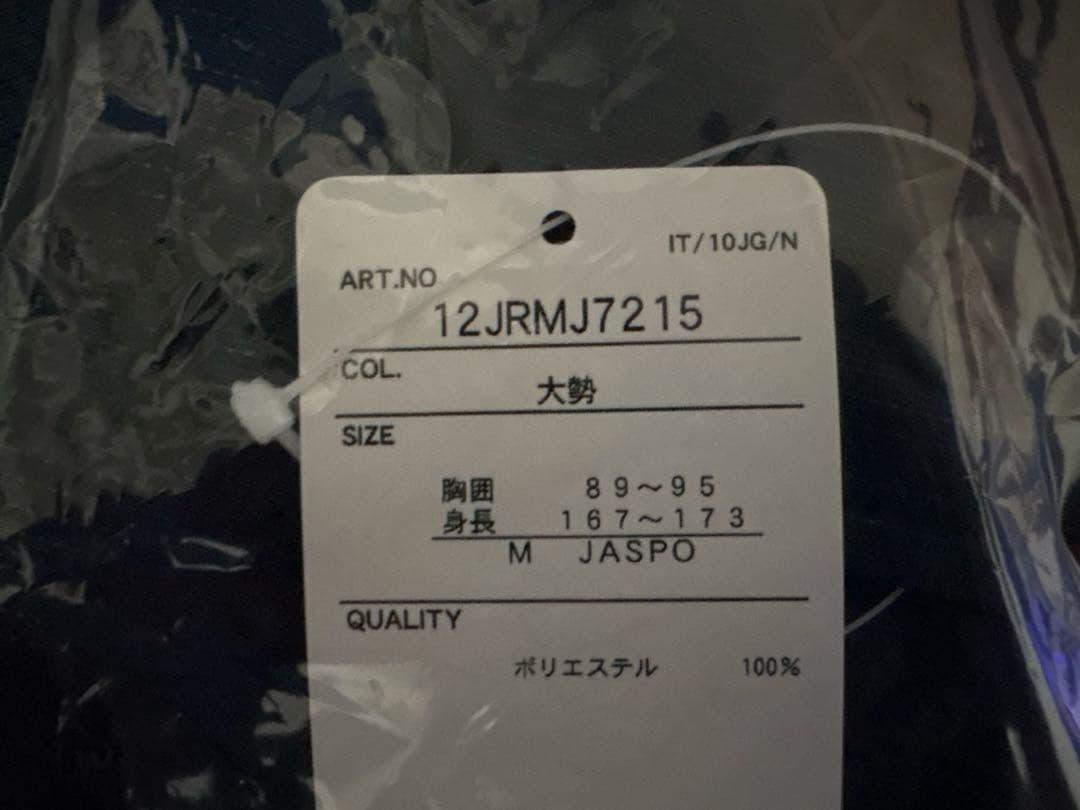 IT/10JG/N
ART.NO
12JRMJ7215
COL.
大勢
SIZE
胸囲 89～95
身長 167～173
M JASPO
QUALITY
ポリエステル 100%